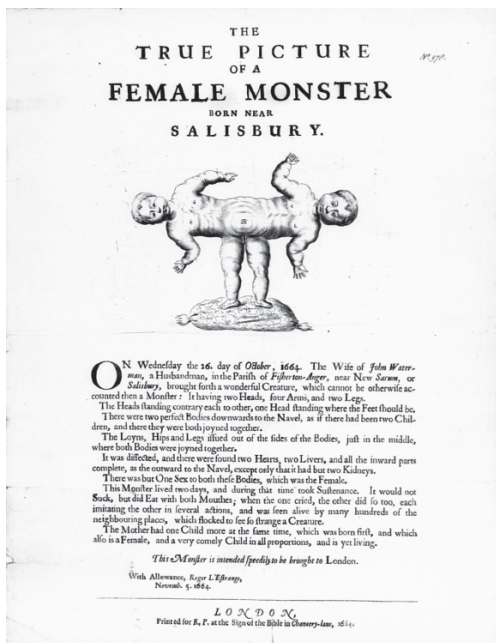 THE
TRUE PICTURE
OF A
FEMALE MONSTER
BORN NEAR
SALISBURY.
ON Wednesday the 26. day of October, 1664. The Wife of John Water-
man, a Husbandman, in the Parish of Fisherton-Anger, near New Sarum, or
Salisbury, brought forth a wonderful Creature, which cannot be otherwise ac-
counted then a Monster: It having two Heads, four Arms, and two Legs.
The Heads standing contrary each to other, one Head standing where the Feet should be.
There were two perfect Bodies downwards to the Navel, as if there had been two Chil-
dren, and there they were both joyned together.
The Loyns, Hips and Legs issued out of the sides of the Bodies, just in the middle,
where both Bodies were joyned together.
It was dissected, and there were found two Hearts, two Livers, and all the inward parts
complete, as the outward to the Navel, except only that it had but two Kidneys.
There was but One Sex to both these Bodies, which was the Female.
This Monster lived two days, and during that time took Sustenance. It would not
Suck, but did Eat with both Mouthes; when the one cried, the other did so too, each
imitating the other in several actions, and was seen alive by many hundreds of the
neighbouring places, which flocked to see so strange a Creature.
The Mother had one Child more at the same time, which was born first, and which
also is a Female, and a very comely Child in all proportions, and is yet living.
This Monster is intended speedily to be brought to London.
With Allowance, Roger L'Estrange,
Novemb. 5. 1664.
LONDON,
Printed for R. P. at the Sign of the Bible in Chancery-lane, 1664.